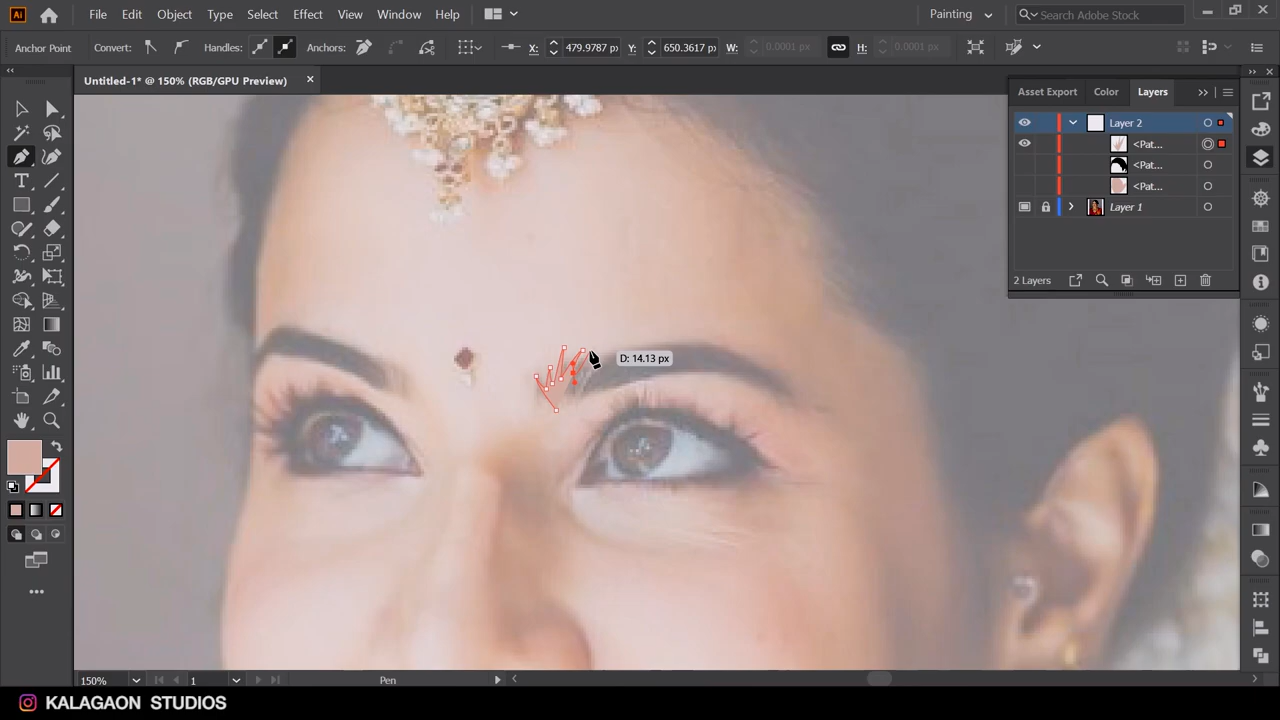 Ai File Edit Object Type Select Effect View Window Help Painting Search Adobe Stock
Anchor Point Convert: Handles: Anchors: X: 479.9787 px Y: 650.3617 px W: 0.0001 px H: 0.0001 px
Untitled-1* @ 150% (RGB/GPU Preview)
Asset Export Color Layers
Layer 2
<Pat...
<Pat...
<Pat...
Layer 1
2 Layers
D: 14.13 px
150% 1 Pen
KALAGAON STUDIOS